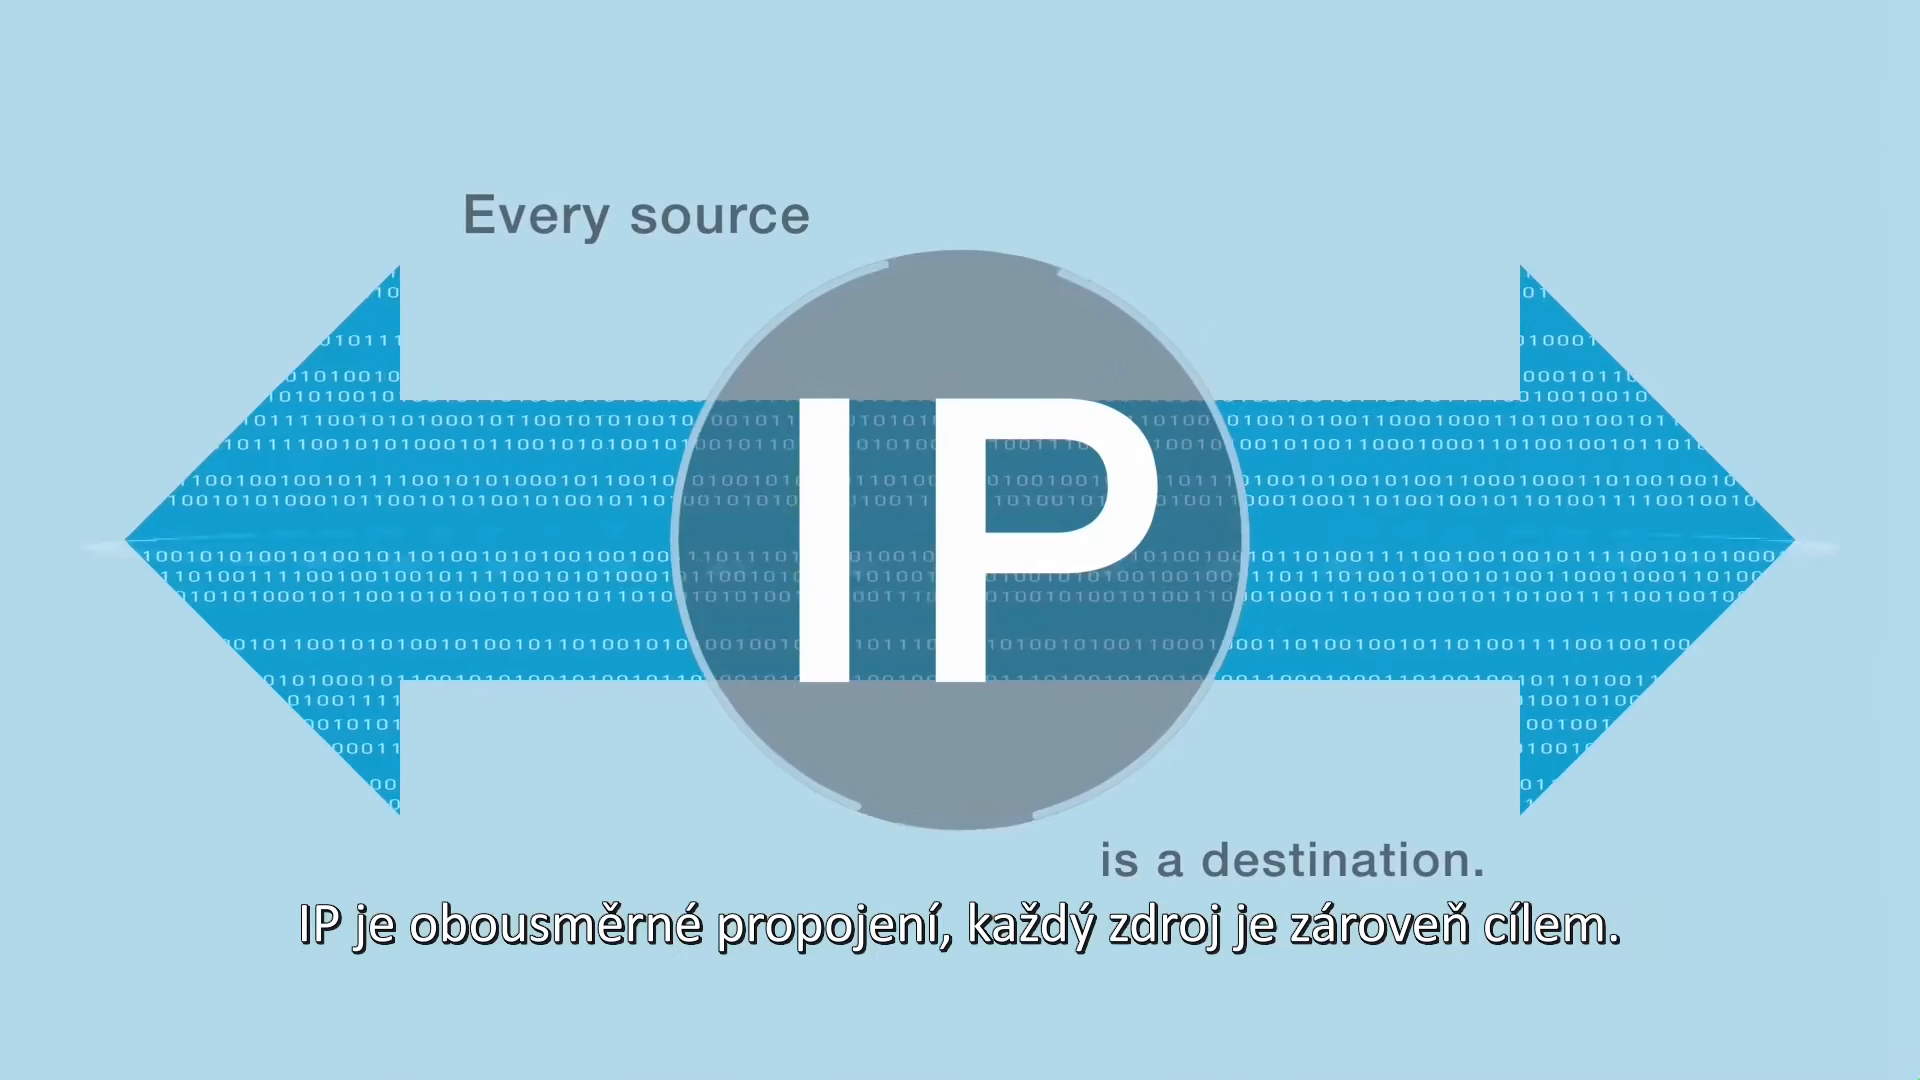 Every source
IP
is a destination.
IP je obousměrné propojení, každý zdroj je zároveň cílem.